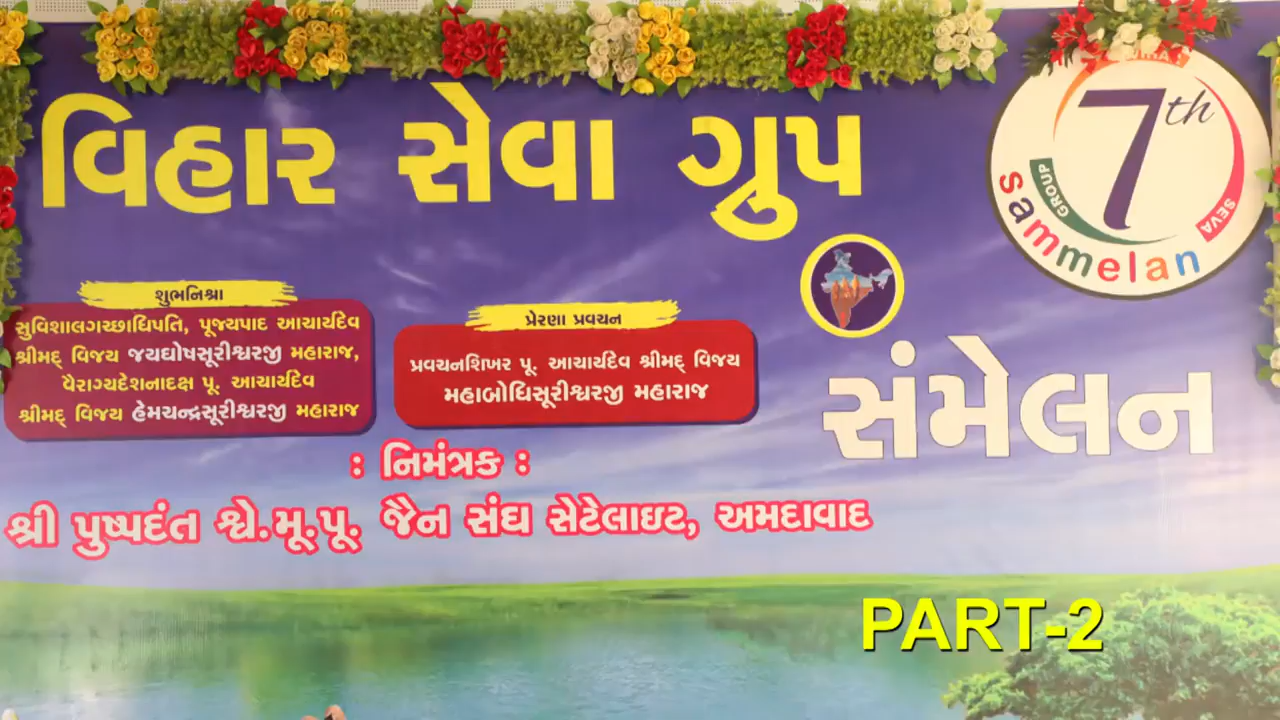 વિહાર સેવા ગ્રુપ
7th
GROUP
SEVA
sammelan
સંમેલન
શુભનિશ્રા
સુવિશાલગચ્છાધિપતિ, પૂજ્યપાદ આચાર્યદેવ
શ્રીમદ્ વિજય જયઘોષસૂરીશ્વરજી મહારાજ,
વૈરાગ્યદેશનાદક્ષ પૂ. આચાર્યદેવ
શ્રીમદ્ વિજય હેમચન્દ્રસૂરીશ્વરજી મહારાજ
પ્રેરણા પ્રવચન
પ્રવચનશિખર પૂ. આચાર્યદેવ શ્રીમદ્ વિજય
મહાબોધિસૂરીશ્વરજી મહારાજ
: નિમંત્રક :
શ્રી પુષ્પદંત શ્વે.મૂ.પૂ. જૈન સંઘ સેટેલાઇટ, અમદાવાદ
PART-2